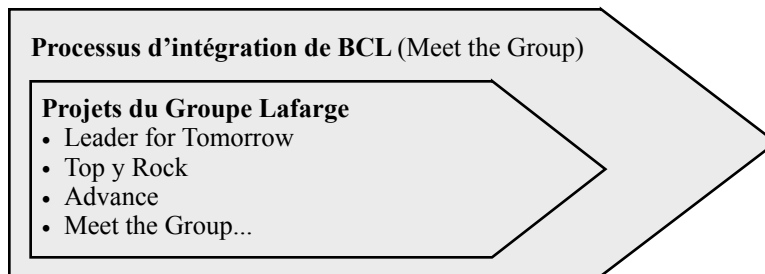 Processus d’intégration de BCL (Meet the Group)
Projets du Groupe Lafarge
• Leader for Tomorrow
• Top y Rock
• Advance
• Meet the Group...